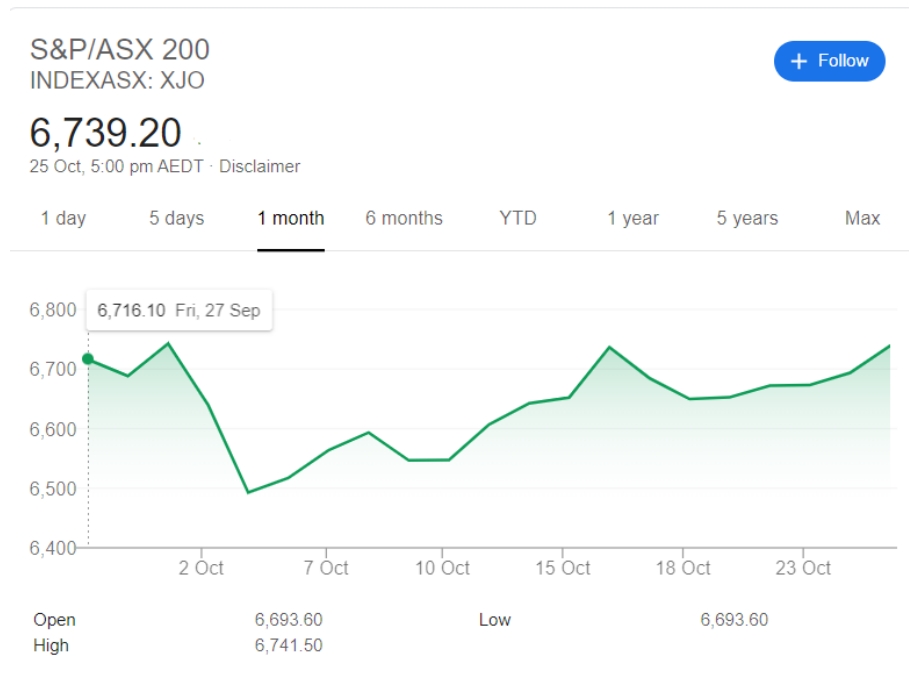 S&P/ASX 200
INDEXASX: XJO
+ Follow
6,739.20
25 Oct, 5:00 pm AEDT · Disclaimer
1 day 5 days 1 month 6 months YTD 1 year 5 years Max
6,800
6,716.10 Fri, 27 Sep
6,700
6,600
6,500
6,400
2 Oct 7 Oct 10 Oct 15 Oct 18 Oct 23 Oct
Open 6,693.60 Low 6,693.60
High 6,741.50